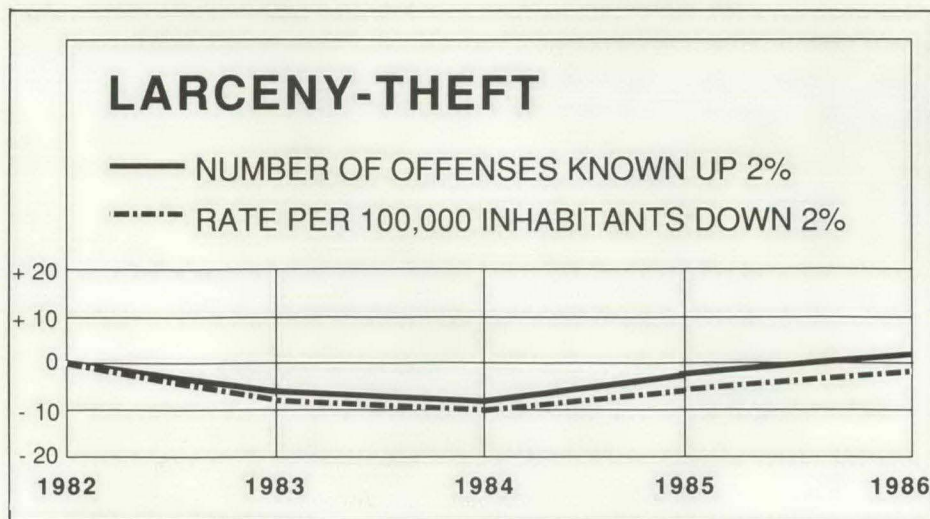 LARCENY-THEFT
NUMBER OF OFFENSES KNOWN UP 2%
RATE PER 100,000 INHABITANTS DOWN 2%
+ 20
+ 10
0
- 10
- 20
1982 1983 1984 1985 1986